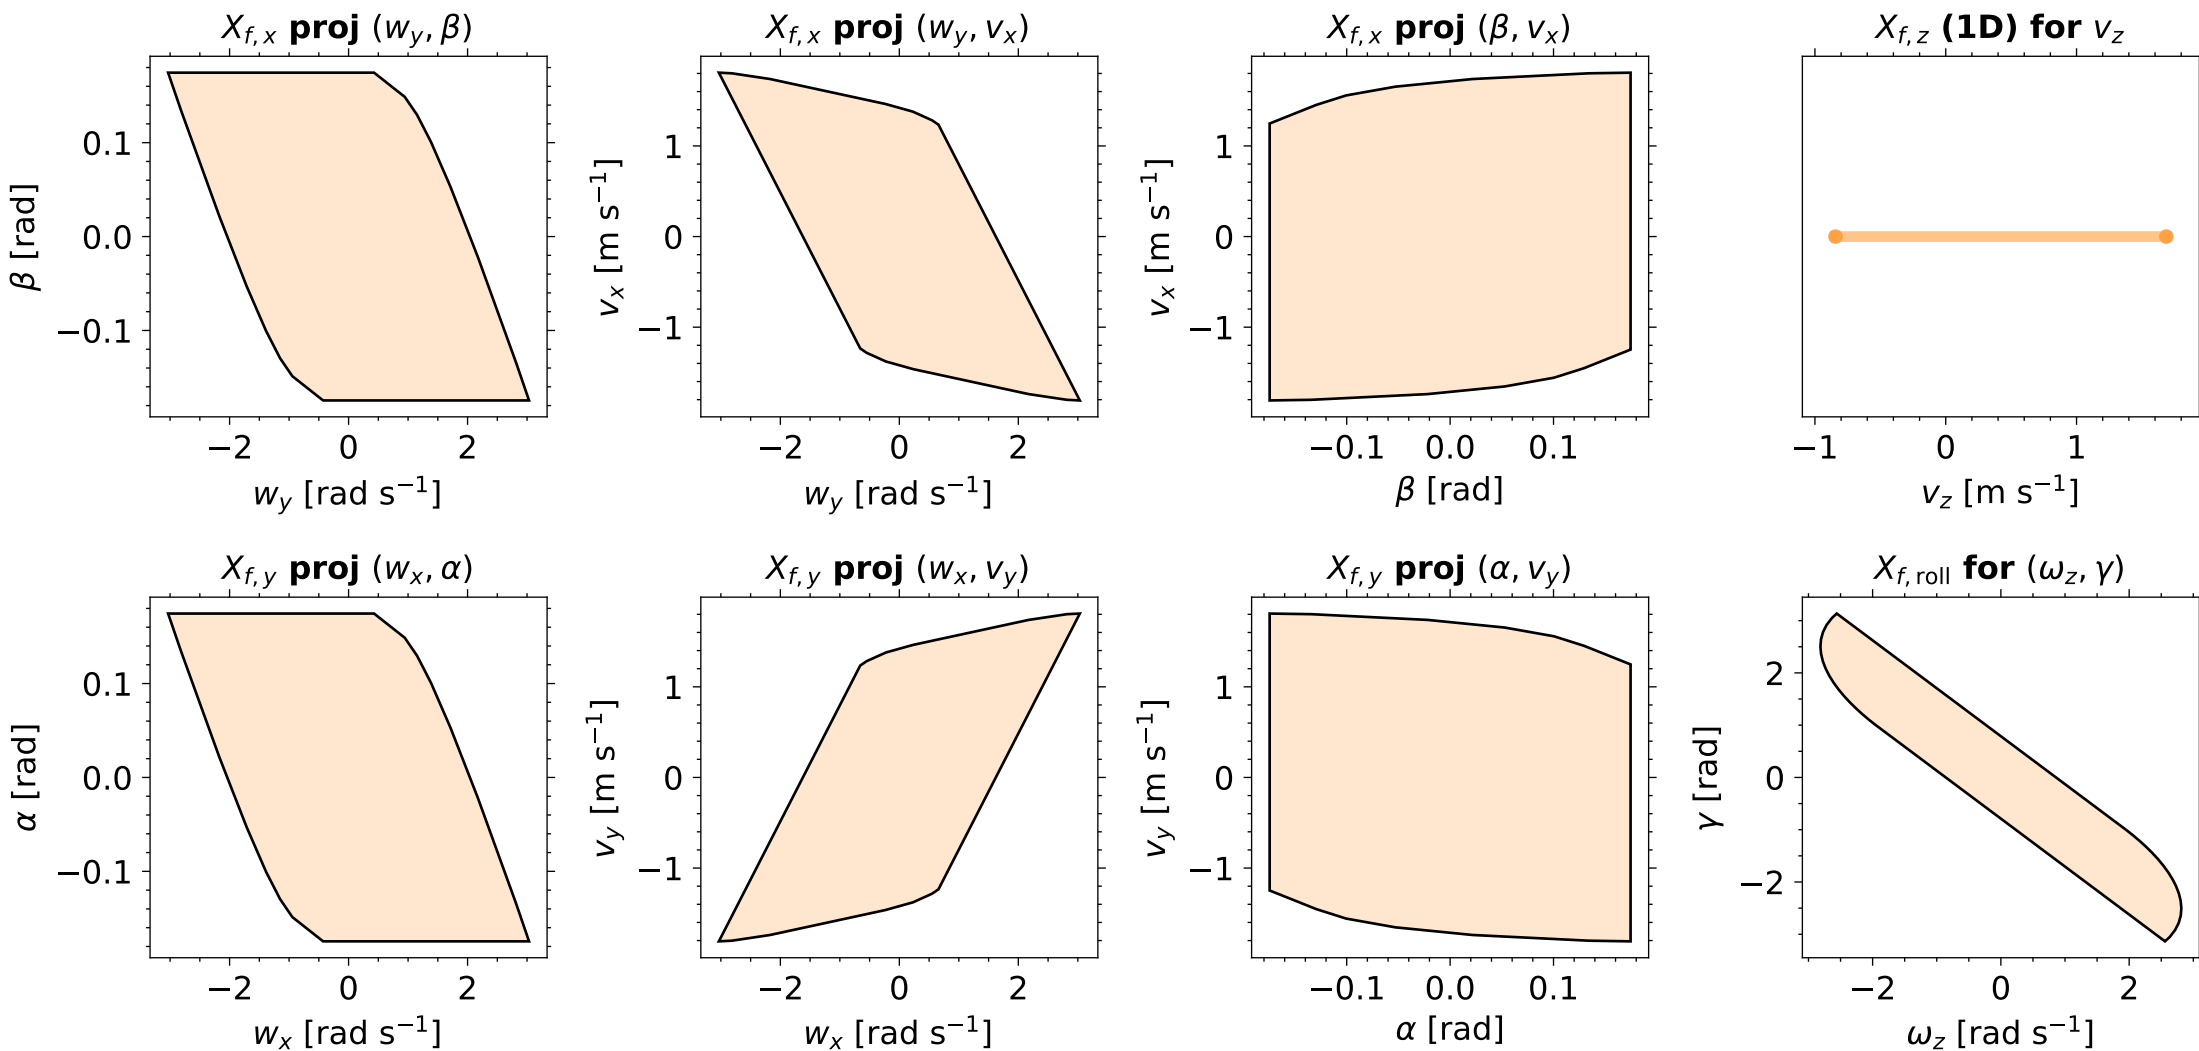 X_{f,x} proj (w_y, β)
0.1
0.0
−0.1
β [rad]
−2 0 2
w_y [rad s⁻¹]
X_{f,x} proj (w_y, v_x)
1
0
−1
v_x [m s⁻¹]
−2 0 2
w_y [rad s⁻¹]
X_{f,x} proj (β, v_x)
1
0
−1
v_x [m s⁻¹]
−0.1 0.0 0.1
β [rad]
X_{f,z} (1D) for v_z
−1 0 1
v_z [m s⁻¹]
X_{f,y} proj (w_x, α)
0.1
0.0
−0.1
α [rad]
−2 0 2
w_x [rad s⁻¹]
X_{f,y} proj (w_x, v_y)
1
0
−1
v_y [m s⁻¹]
−2 0 2
w_x [rad s⁻¹]
X_{f,y} proj (α, v_y)
1
0
−1
v_y [m s⁻¹]
−0.1 0.0 0.1
α [rad]
X_{f,roll} for (ω_z, γ)
2
0
−2
γ [rad]
−2 0 2
ω_z [rad s⁻¹]